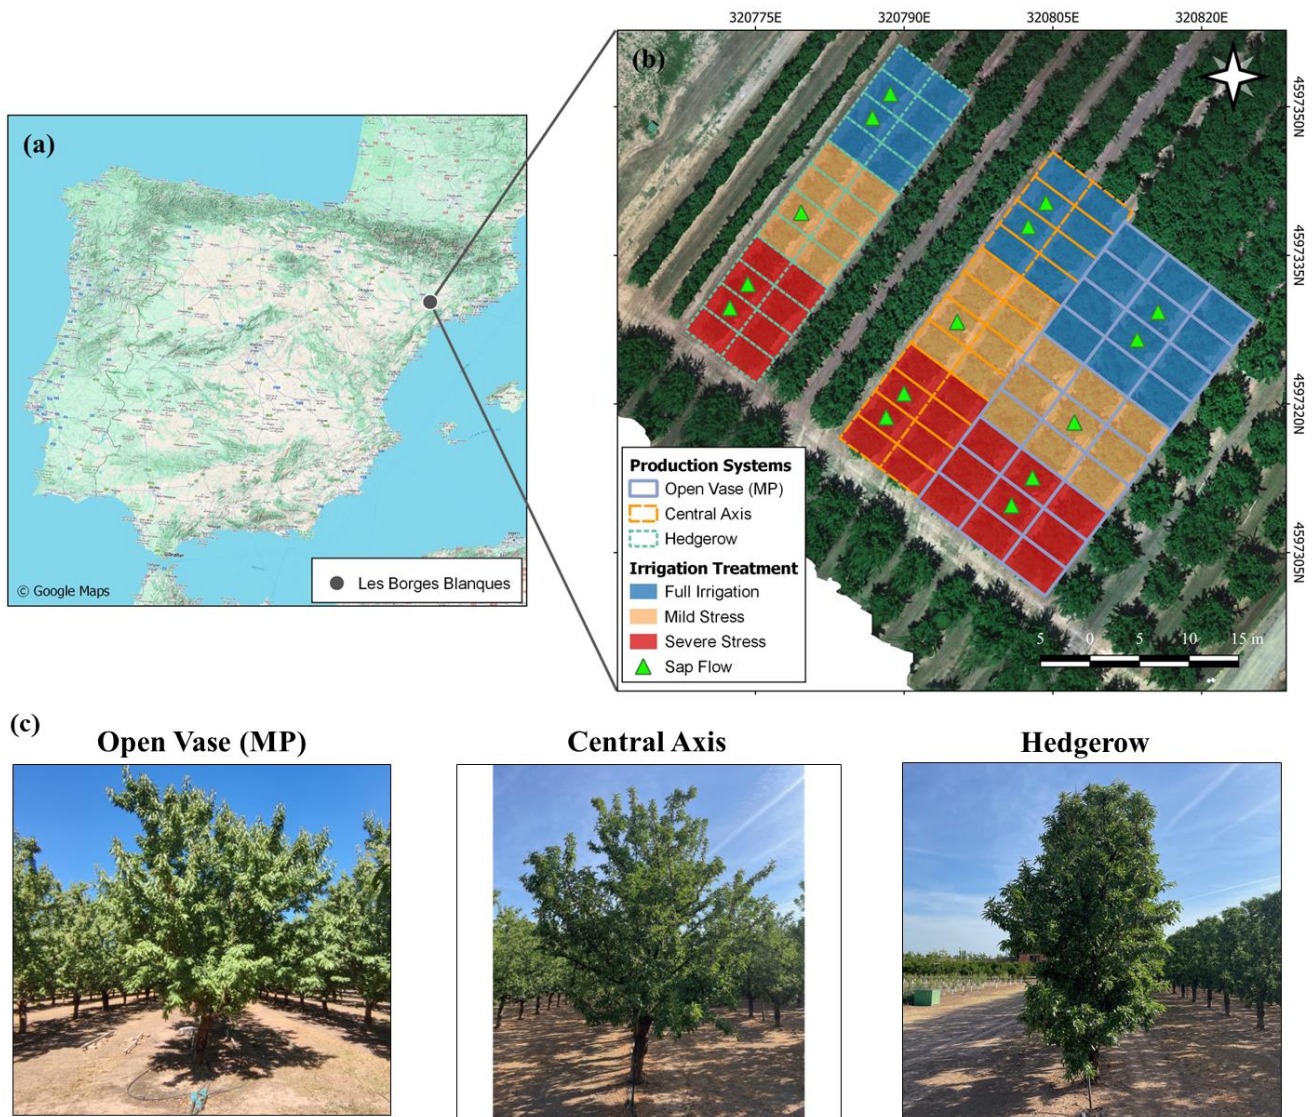 320775E 320790E 320805E 320820E
(a)
(b)
4597350N
4597335N
4597320N
4597305N
Production Systems
Open Vase (MP)
Central Axis
Hedgerow
Irrigation Treatment
Full Irrigation
Mild Stress
Severe Stress
Sap Flow
5 0 5 10 15 m
Les Borges Blanques
© Google Maps
(c)
Open Vase (MP) Central Axis Hedgerow